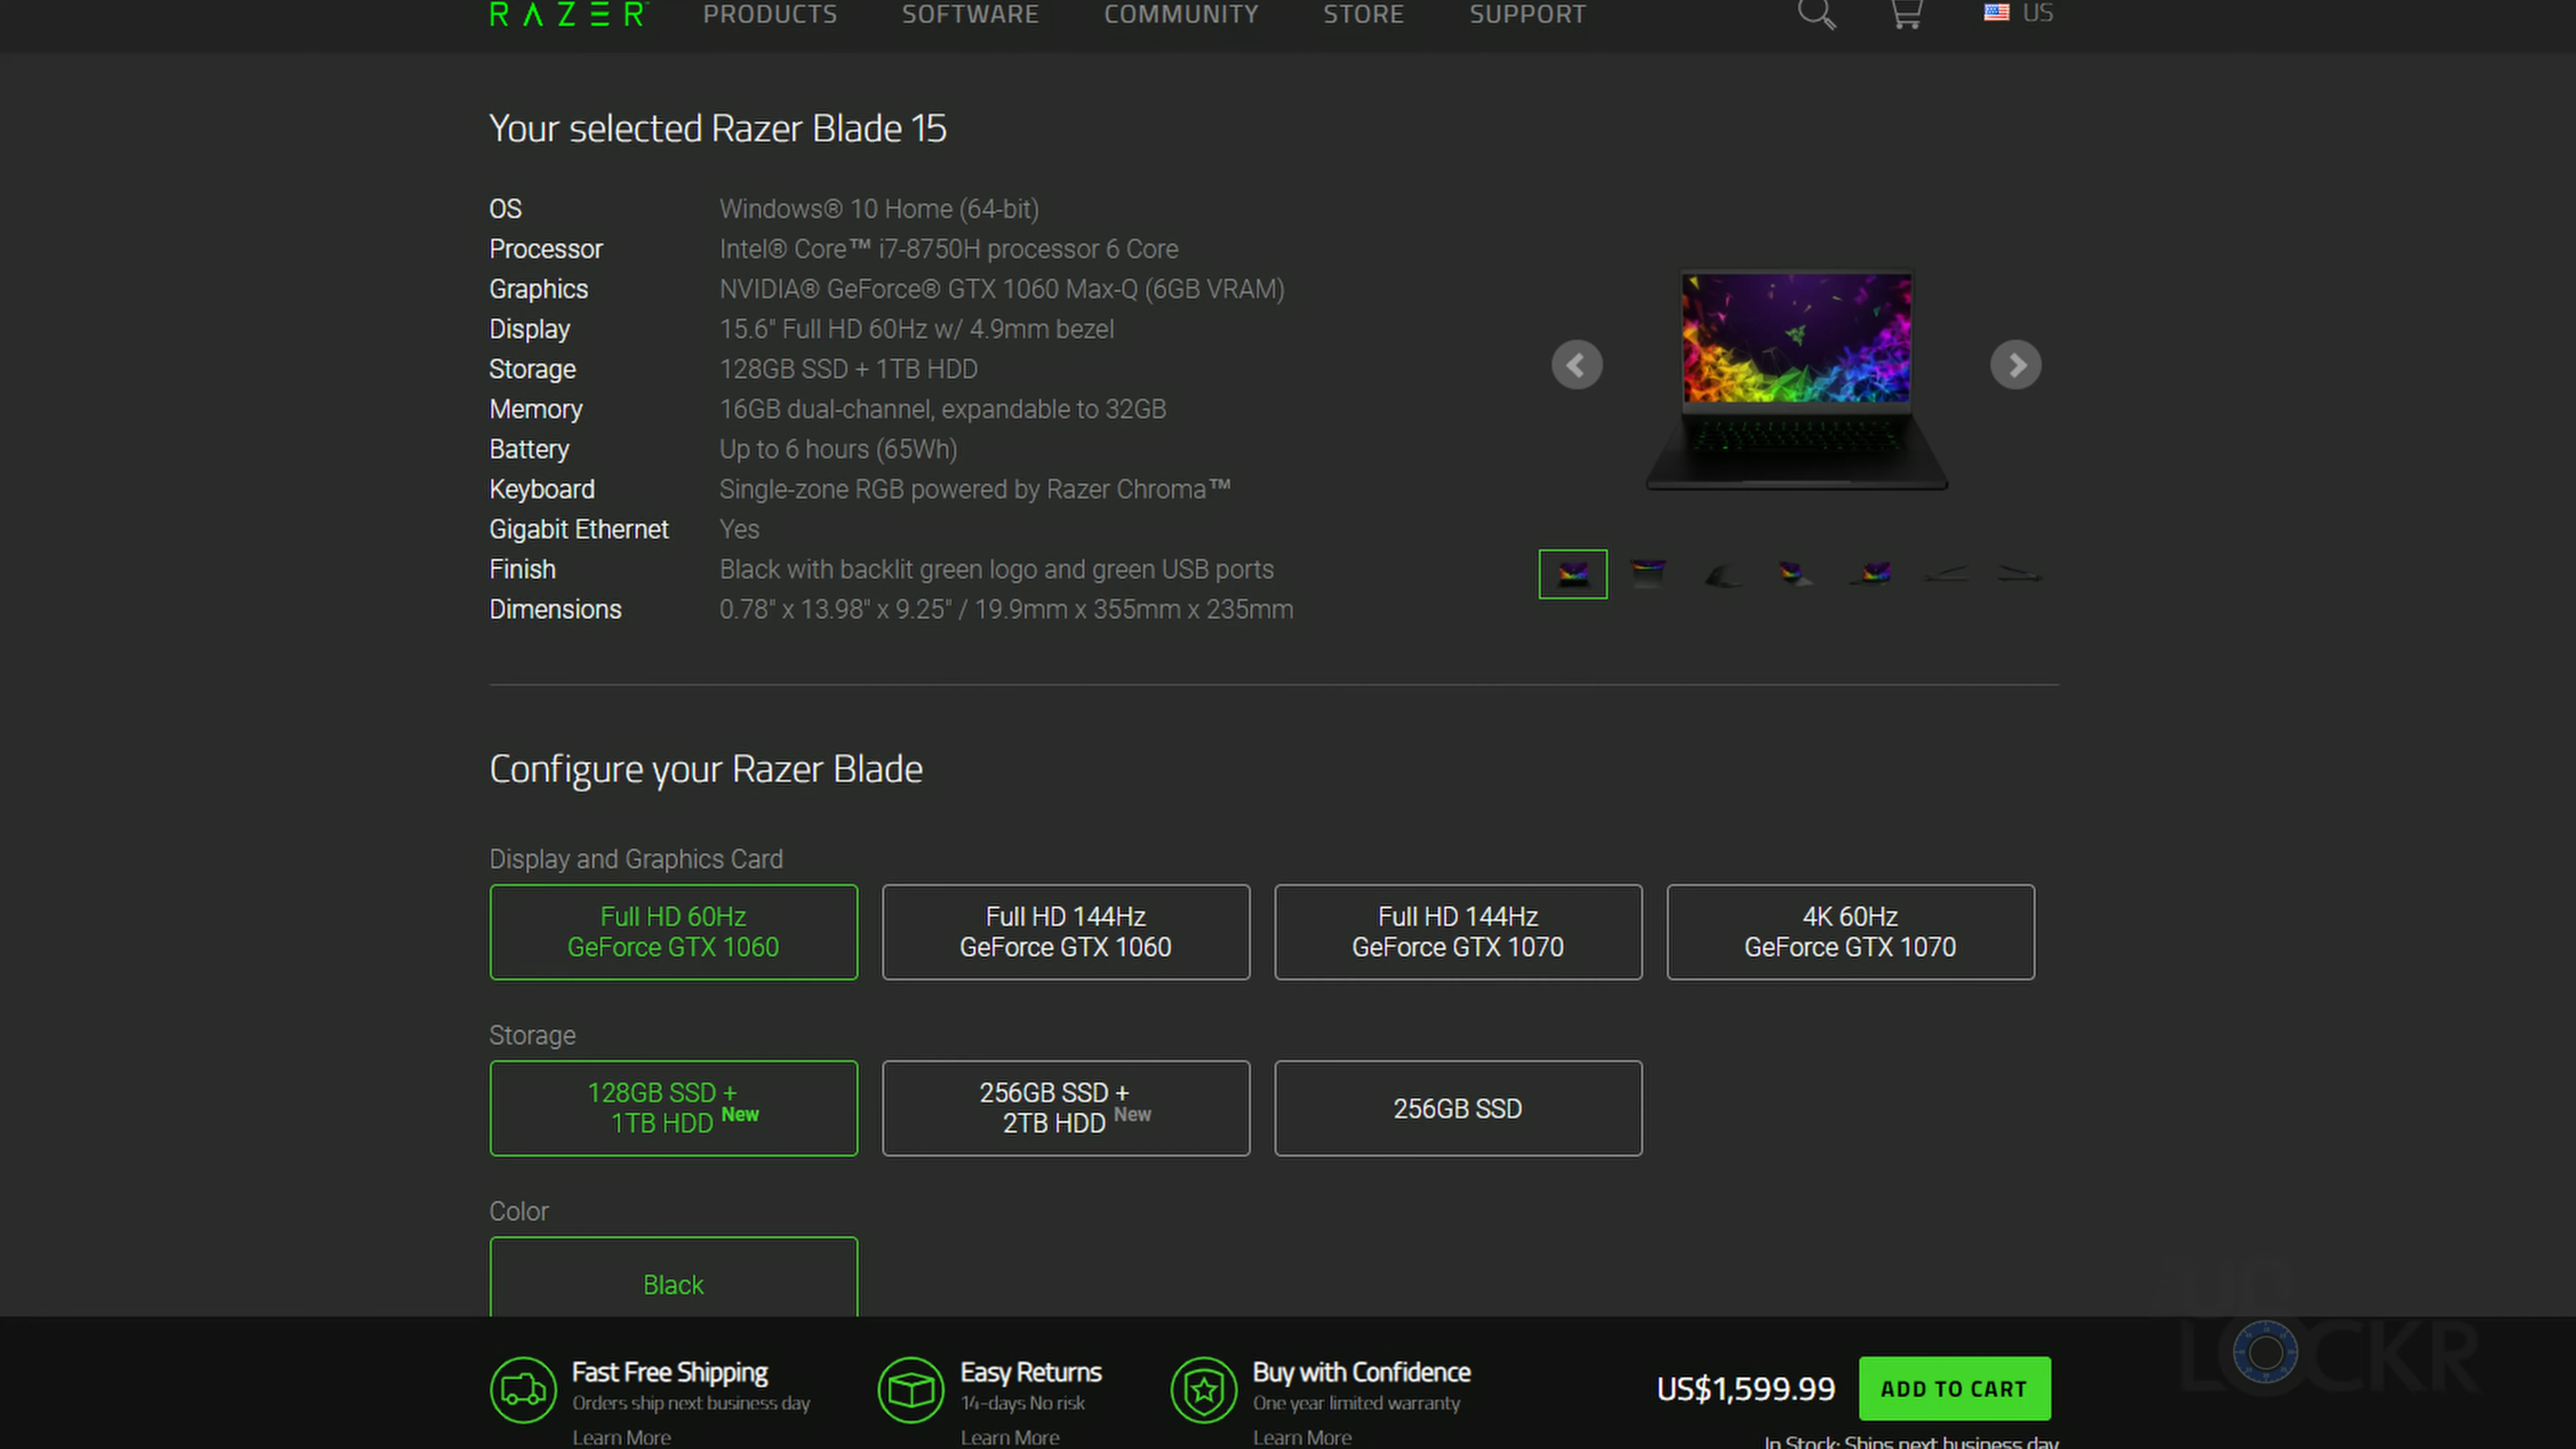 RAZER PRODUCTS SOFTWARE COMMUNITY STORE SUPPORT US
Your selected Razer Blade 15
OS Windows® 10 Home (64-bit)
Processor Intel® Core™ i7-8750H processor 6 Core
Graphics NVIDIA® GeForce® GTX 1060 Max-Q (6GB VRAM)
Display 15.6" Full HD 60Hz w/ 4.9mm bezel
Storage 128GB SSD + 1TB HDD
Memory 16GB dual-channel, expandable to 32GB
Battery Up to 6 hours (65Wh)
Keyboard Single-zone RGB powered by Razer Chroma™
Gigabit Ethernet Yes
Finish Black with backlit green logo and green USB ports
Dimensions 0.78" x 13.98" x 9.25" / 19.9mm x 355mm x 235mm
Configure your Razer Blade
Display and Graphics Card
Full HD 60Hz
GeForce GTX 1060
Full HD 144Hz
GeForce GTX 1060
Full HD 144Hz
GeForce GTX 1070
4K 60Hz
GeForce GTX 1070
Storage
128GB SSD +
1TB HDD New
256GB SSD +
2TB HDD New
256GB SSD
Color
Black
Fast Free Shipping
Orders ship next business day
Learn More
Easy Returns
14-days No risk
Learn More
Buy with Confidence
One year limited warranty
Learn More
US$1,599.99
ADD TO CART
In Stock: Ships next business day
LOCKR